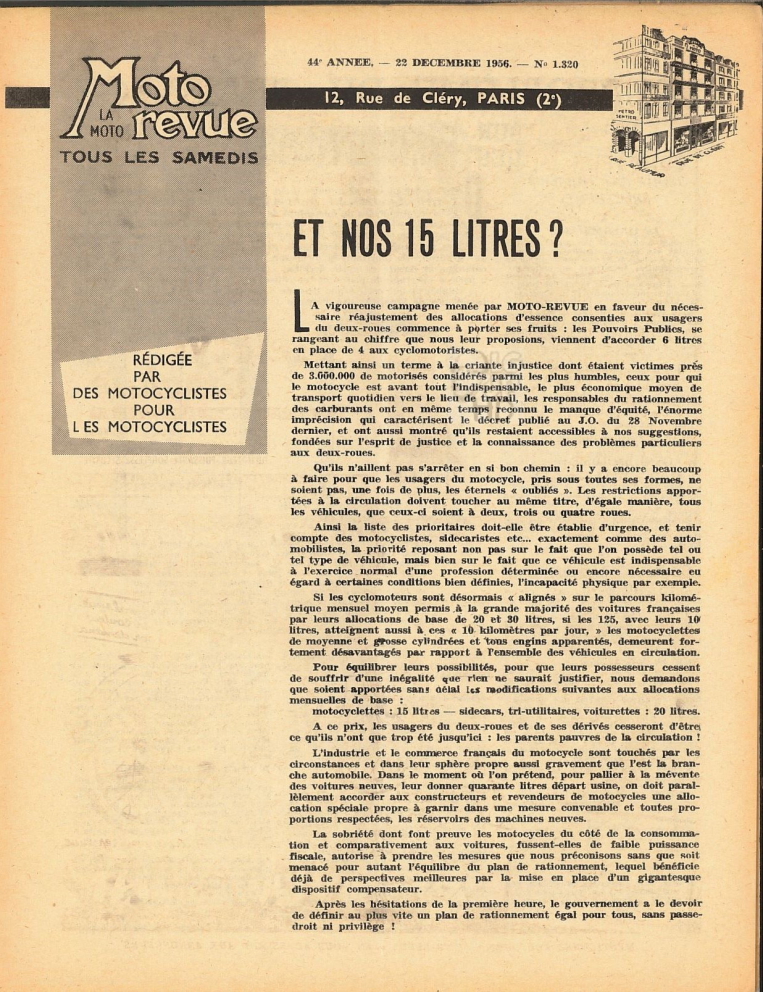 Moto
LA
MOTO
revue
TOUS LES SAMEDIS
44e ANNEE. — 22 DECEMBRE 1956. — No 1.320
12, Rue de Cléry, PARIS (2e)
METRO
SENTIER
RUE DE CLERY
RÉDIGÉE
PAR
DES MOTOCYCLISTES
POUR
LES MOTOCYCLISTES
ET NOS 15 LITRES ?
LA vigoureuse campagne menée par MOTO-REVUE en faveur du néces-
saire réajustement des allocations d'essence consenties aux usagers
du deux-roues commence à porter ses fruits : les Pouvoirs Publics, se
rangeant au chiffre que nous leur proposions, viennent d'accorder 6 litres
en place de 4 aux cyclomotoristes.
Mettant ainsi un terme à la criante injustice dont étaient victimes près
de 3.000.000 de motorisés considérés parmi les plus humbles, ceux pour qui
le motocycle est avant tout l'indispensable, le plus économique moyen de
transport quotidien vers le lieu de travail, les responsables du rationnement
des carburants ont en même temps reconnu le manque d'équité, l'énorme
imprécision qui caractérisent le décret publié au J.O. du 28 Novembre
dernier, et ont aussi montré qu'ils restaient accessibles à nos suggestions,
fondées sur l'esprit de justice et la connaissance des problèmes particuliers
aux deux-roues.
Qu'ils n'aillent pas s'arrêter en si bon chemin : il y a encore beaucoup
à faire pour que les usagers du motocycle, pris sous toutes ses formes, ne
soient pas, une fois de plus, les éternels « oubliés ». Les restrictions appor-
tées à la circulation doivent toucher au même titre, d'égale manière, tous
les véhicules, que ceux-ci soient à deux, trois ou quatre roues.
Ainsi la liste des prioritaires doit-elle être établie d'urgence, et tenir
compte des motocyclistes, sidecaristes etc... exactement comme des auto-
mobilistes, la priorité reposant non pas sur le fait que l'on possède tel ou
tel type de véhicule, mais bien sur le fait que ce véhicule est indispensable
à l'exercice normal d'une profession déterminée ou encore nécessaire eu
égard à certaines conditions bien définies, l'incapacité physique par exemple.
Si les cyclomoteurs sont désormais « alignés » sur le parcours kilomé-
trique mensuel moyen permis à la grande majorité des voitures françaises
par leurs allocations de base de 20 et 30 litres, si les 125, avec leurs 10
litres, atteignent aussi à ces « 10 kilomètres par jour, » les motocyclettes
de moyenne et grosse cylindrées et tous engins apparentés, demeurent for-
tement désavantagés par rapport à l'ensemble des véhicules en circulation.
Pour équilibrer leurs possibilités, pour que leurs possesseurs cessent
de souffrir d'une inégalité que rien ne saurait justifier, nous demandons
que soient apportées sans délai les modifications suivantes aux allocations
mensuelles de base :
motocyclettes : 15 litres — sidecars, tri-utilitaires, voiturettes : 20 litres.
A ce prix, les usagers du deux-roues et de ses dérivés cesseront d'être
ce qu'ils n'ont que trop été jusqu'ici : les parents pauvres de la circulation !
L'industrie et le commerce français du motocycle sont touchés par les
circonstances et dans leur sphère propre aussi gravement que l'est la bran-
che automobile. Dans le moment où l'on prétend, pour pallier à la mévente
des voitures neuves, leur donner quarante litres départ usine, on doit paral-
lèlement accorder aux constructeurs et revendeurs de motocycles une allo-
cation spéciale propre à garnir dans une mesure convenable et toutes pro-
portions respectées, les réservoirs des machines neuves.
La sobriété dont font preuve les motocycles du côté de la consomma-
tion et comparativement aux voitures, fussent-elles de faible puissance
fiscale, autorise à prendre les mesures que nous préconisons sans que soit
menacé pour autant l'équilibre du plan de rationnement, lequel bénéficie
déjà de perspectives meilleures par la mise en place d'un gigantesque
dispositif compensateur.
Après les hésitations de la première heure, le gouvernement a le devoir
de définir au plus vite un plan de rationnement égal pour tous, sans passe-
droit ni privilège !